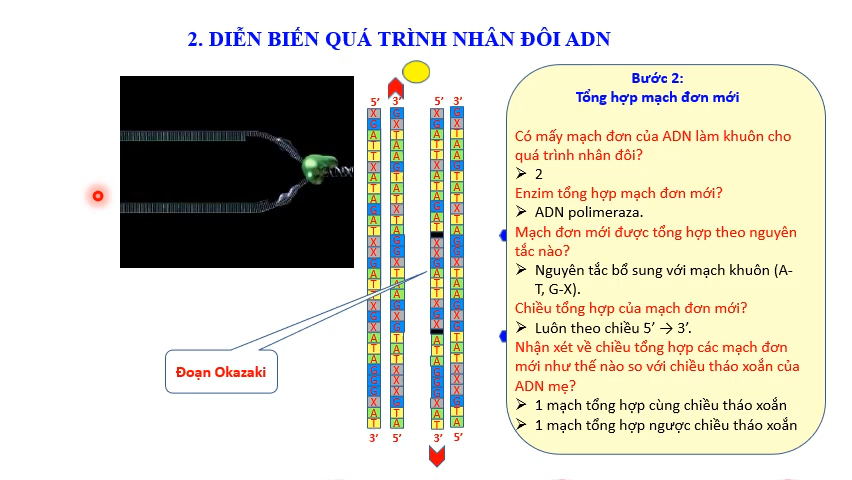 2. DIỄN BIẾN QUÁ TRÌNH NHÂN ĐÔI ADN
5’ 3’ 5’ 3’
Bước 2:
Tổng hợp mạch đơn mới
Có mấy mạch đơn của ADN làm khuôn cho
quá trình nhân đôi?
➢ 2
Enzim tổng hợp mạch đơn mới?
➢ ADN polimeraza.
Mạch đơn mới được tổng hợp theo nguyên
tắc nào?
➢ Nguyên tắc bổ sung với mạch khuôn (A-
T, G-X).
Chiều tổng hợp của mạch đơn mới?
➢ Luôn theo chiều 5’ → 3’.
Nhận xét về chiều tổng hợp các mạch đơn
mới như thế nào so với chiều tháo xoắn của
ADN mẹ?
➢ 1 mạch tổng hợp cùng chiều tháo xoắn
➢ 1 mạch tổng hợp ngược chiều tháo xoắn
Đoạn Okazaki
3’ 5’ 3’ 5’